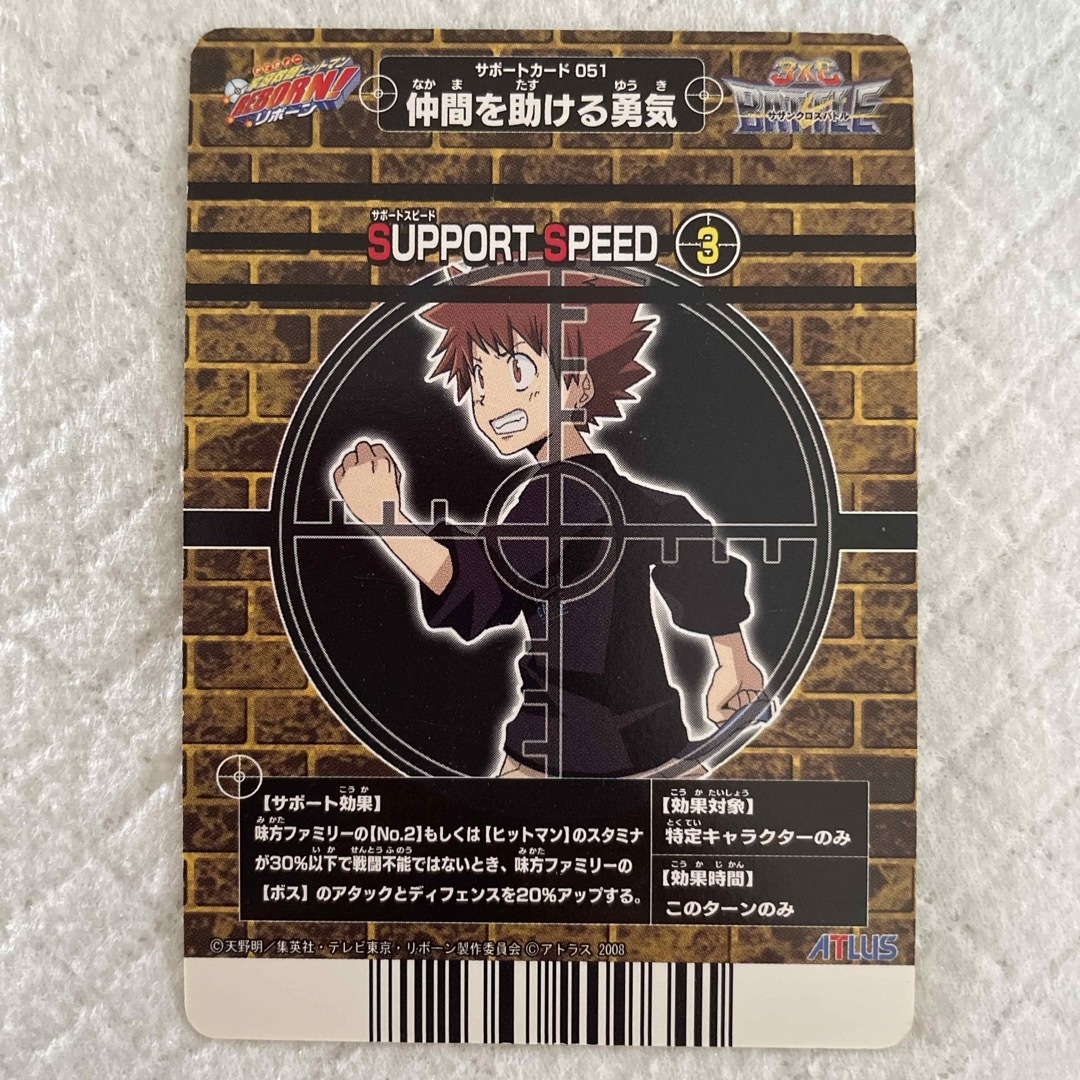 かてきょー
家庭教師ヒットマン
REBORN!
リボーン
サポートカード 051
なかま たす ゆうき
仲間を助ける勇気
3X3
BATTLE
ササンクロスバトル
サポートスピード
SUPPORT SPEED 3
こうか
【サポート効果】
みかた
味方ファミリーの【No.2】もしくは【ヒットマン】のスタミナ
いか せんとうふのう みかた
が30%以下で戦闘不能ではないとき、味方ファミリーの
【ボス】のアタックとディフェンスを20%アップする。
こうかたいしょう
【効果対象】
とくてい
特定キャラクターのみ
こうかじかん
【効果時間】
このターンのみ
©天野明／集英社・テレビ東京・リボーン製作委員会 ©アトラス 2008
ATLUS